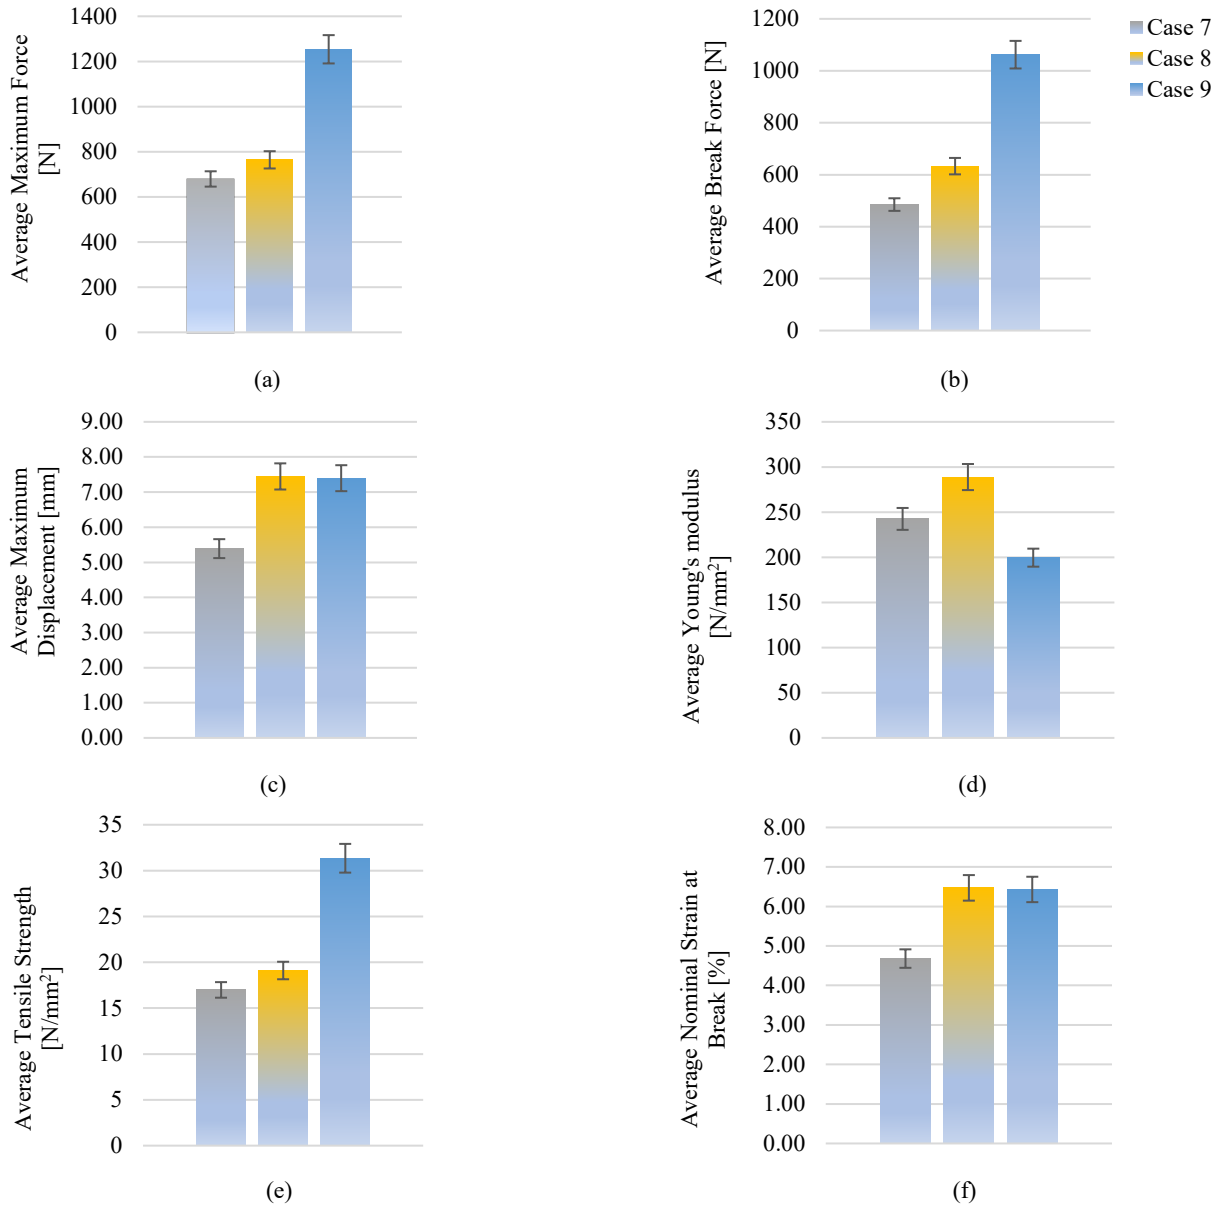 Average Maximum Force
[N]
1400
1200
1000
800
600
400
200
0
(a)
Average Break Force [N]
1200
1000
800
600
400
200
0
(b)
Case 7
Case 8
Case 9
Average Maximum
Displacement [mm]
9.00
8.00
7.00
6.00
5.00
4.00
3.00
2.00
1.00
0.00
(c)
Average Young's modulus
[N/mm²]
350
300
250
200
150
100
50
0
(d)
Average Tensile Strength
[N/mm²]
35
30
25
20
15
10
5
0
(e)
Average Nominal Strain at
Break [%]
8.00
7.00
6.00
5.00
4.00
3.00
2.00
1.00
0.00
(f)